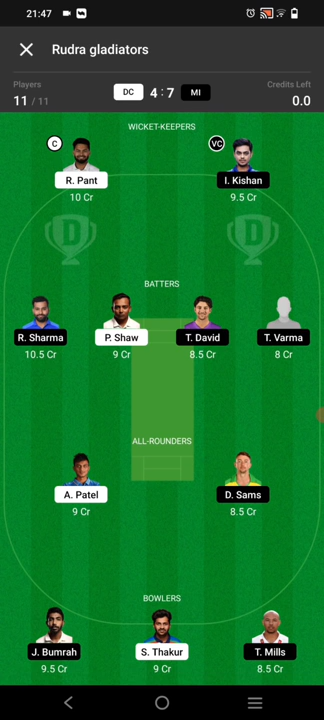 21:47
Rudra gladiators
Players
11 / 11
DC 4 : 7 MI
Credits Left
0.0
WICKET-KEEPERS
C
VC
R. Pant
I. Kishan
10 Cr
9.5 Cr
D
D
BATTERS
R. Sharma
P. Shaw
T. David
T. Varma
10.5 Cr
9 Cr
8.5 Cr
8 Cr
ALL-ROUNDERS
A. Patel
D. Sams
9 Cr
8.5 Cr
BOWLERS
J. Bumrah
S. Thakur
T. Mills
9.5 Cr
9 Cr
8.5 Cr